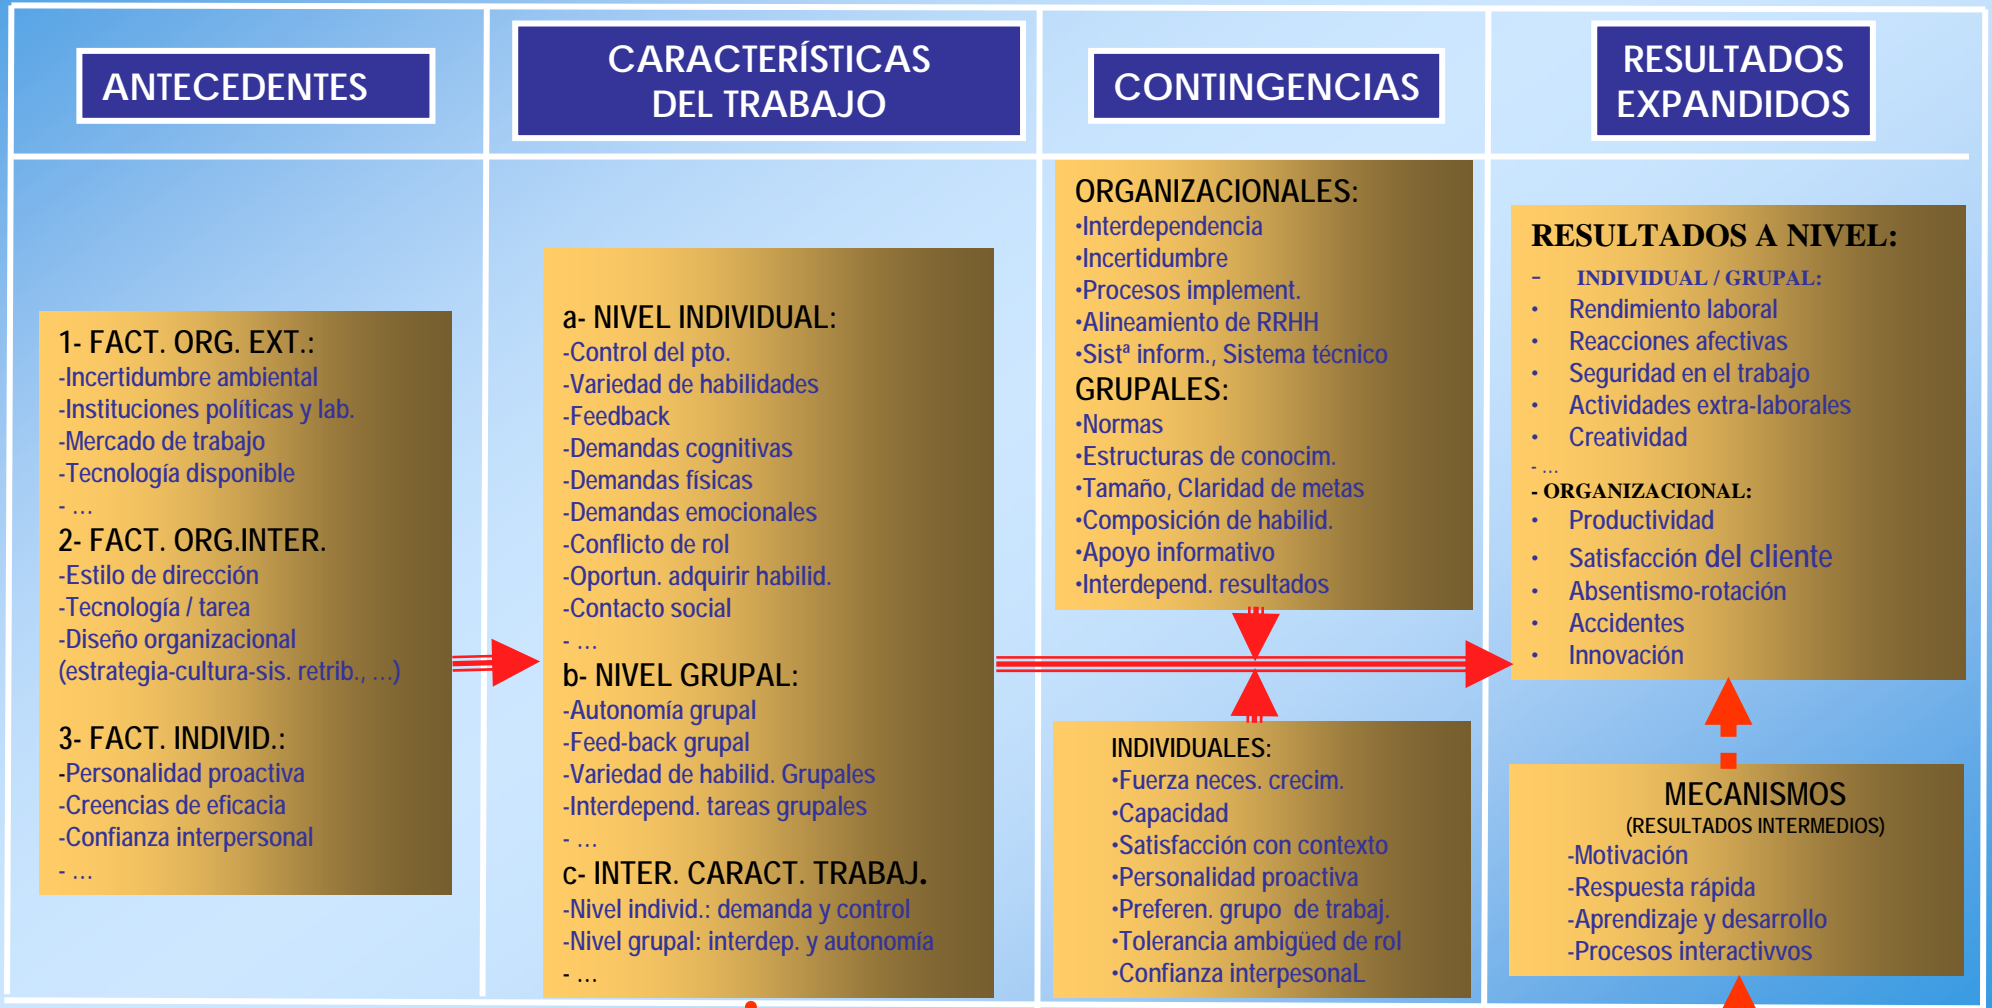 ANTECEDENTES
CARACTERÍSTICAS
DEL TRABAJO
CONTINGENCIAS
RESULTADOS
EXPANDIDOS
1- FACT. ORG. EXT.:
-Incertidumbre ambiental
-Instituciones políticas y lab.
-Mercado de trabajo
-Tecnología disponible
- ...
2- FACT. ORG.INTER.
-Estilo de dirección
-Tecnología / tarea
-Diseño organizacional
(estrategia-cultura-sis. retrib., ...)
3- FACT. INDIVID.:
-Personalidad proactiva
-Creencias de eficacia
-Confianza interpersonal
- ...
a- NIVEL INDIVIDUAL:
-Control del pto.
-Variedad de habilidades
-Feedback
-Demandas cognitivas
-Demandas físicas
-Demandas emocionales
-Conflicto de rol
-Oportun. adquirir habilid.
-Contacto social
- ...
b- NIVEL GRUPAL:
-Autonomía grupal
-Feed-back grupal
-Variedad de habilid. Grupales
-Interdepend. tareas grupales
- ...
c- INTER. CARACT. TRABAJ.
-Nivel individ.: demanda y control
-Nivel grupal: interdep. y autonomía
- ...
ORGANIZACIONALES:
•Interdependencia
•Incertidumbre
•Procesos implement.
•Alineamiento de RRHH
•Sistª inform., Sistema técnico
GRUPALES:
•Normas
•Estructuras de conocim.
•Tamaño, Claridad de metas
•Composición de habilid.
•Apoyo informativo
•Interdepend. resultados
INDIVIDUALES:
•Fuerza neces. crecim.
•Capacidad
•Satisfacción con contexto
•Personalidad proactiva
•Preferen. grupo de trabaj.
•Tolerancia ambigüed de rol
•Confianza interpesonaL
RESULTADOS A NIVEL:
- INDIVIDUAL / GRUPAL:
• Rendimiento laboral
• Reacciones afectivas
• Seguridad en el trabajo
• Actividades extra-laborales
• Creatividad
- ...
- ORGANIZACIONAL:
• Productividad
• Satisfacción del cliente
• Absentismo-rotación
• Accidentes
• Innovación
MECANISMOS
(RESULTADOS INTERMEDIOS)
-Motivación
-Respuesta rápida
-Aprendizaje y desarrollo
-Procesos interactivvos